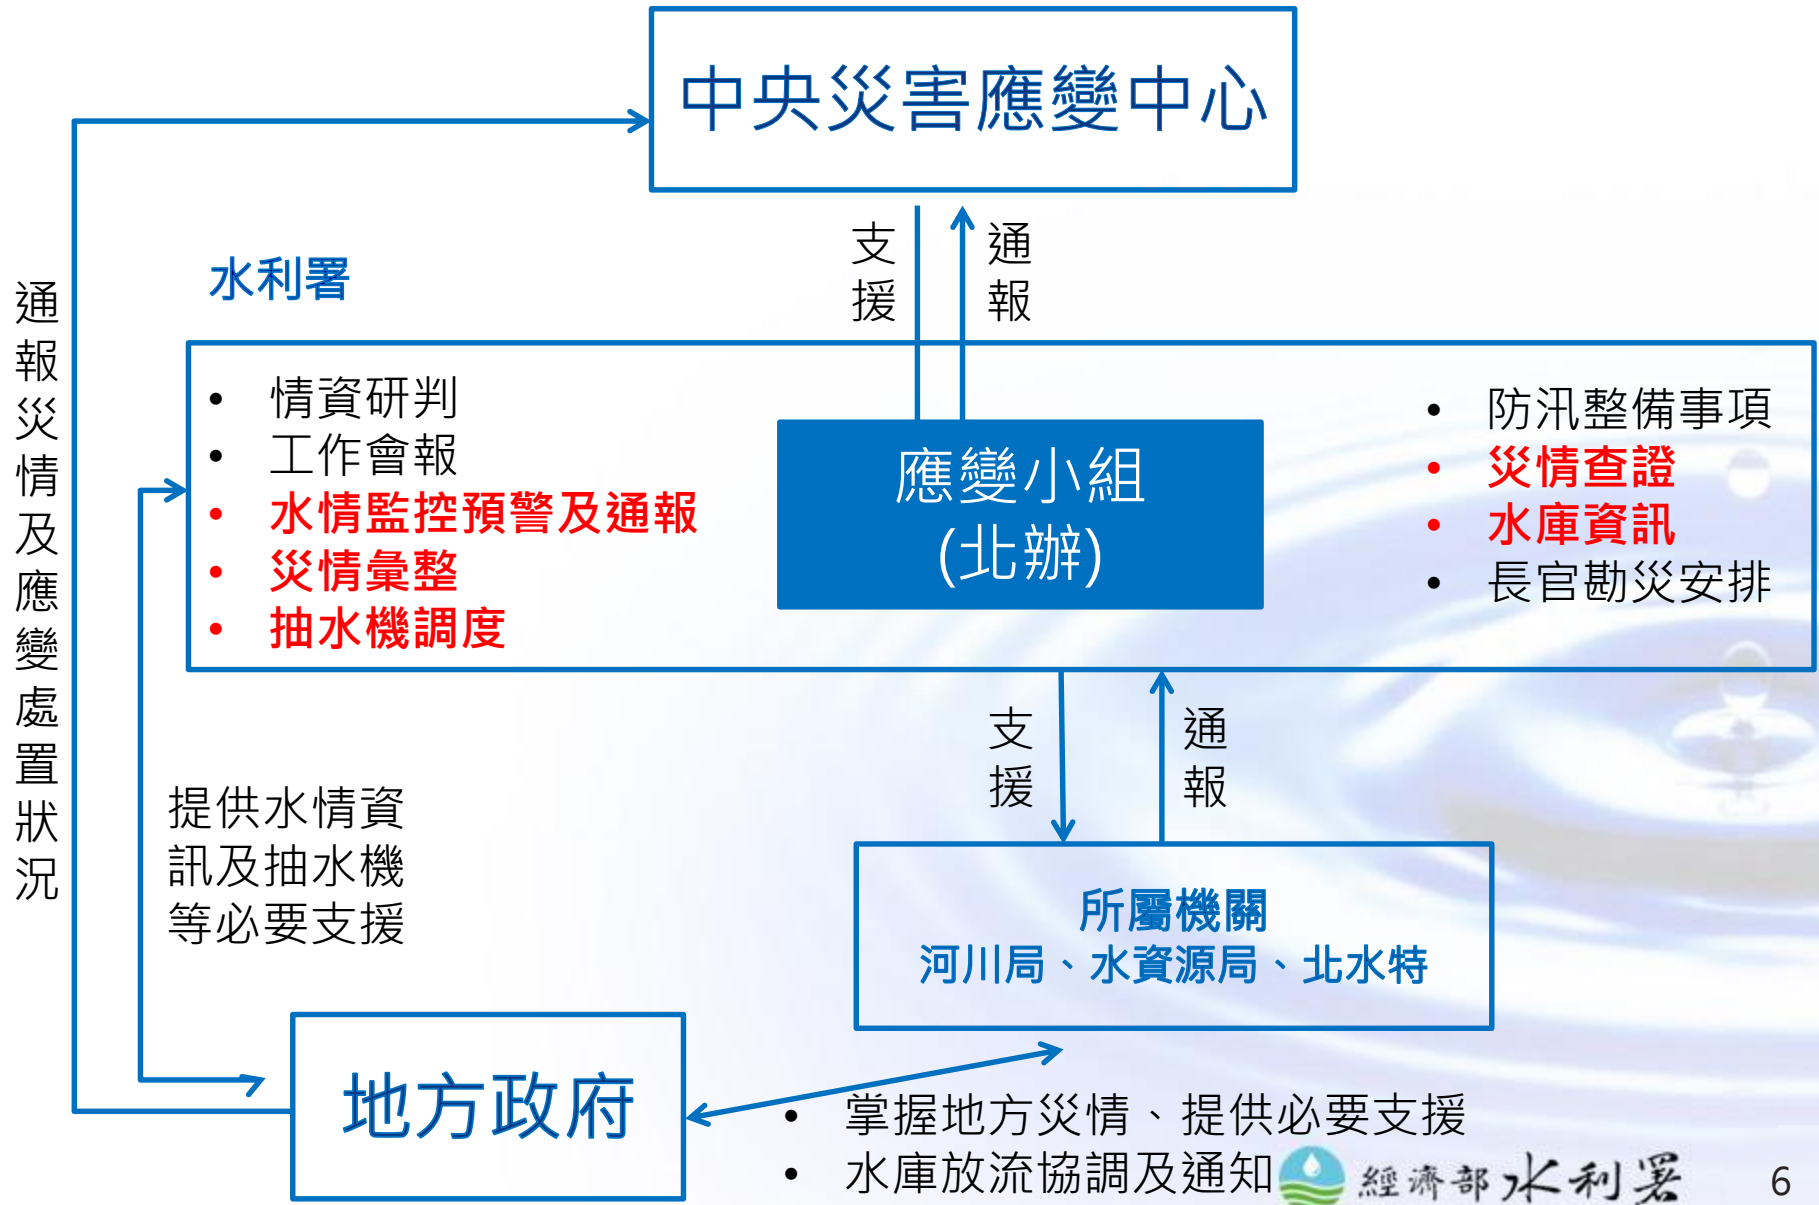 中央災害應變中心
支援
通報
水利署
通報災情及應變處置狀況
• 情資研判
• 工作會報
• 水情監控預警及通報
• 災情彙整
• 抽水機調度
應變小組
(北辦)
• 防汛整備事項
• 災情查證
• 水庫資訊
• 長官勘災安排
支援
通報
提供水情資
訊及抽水機
等必要支援
所屬機關
河川局、水資源局、北水特
地方政府
• 掌握地方災情、提供必要支援
• 水庫放流協調及通知
經濟部水利署
6